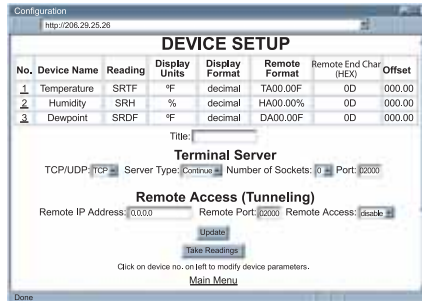 Configuration
http://206.29.25.26
DEVICE SETUP
No. Device Name Reading Display Units Display Format Remote Format Remote End Char (HEX) Offset
1 Temperature SRTF ºF decimal TA00.00F 0D 000.00
2 Humidity SRH % decimal HA00.00% 0D 000.00
3 Dewpoint SRDF ºF decimal DA00.00F 0D 000.00
Title:
Terminal Server
TCP/UDP: TCP Server Type: Continue Number of Sockets: 0 Port: 02000
Remote Access (Tunneling)
Remote IP Address: 0.0.0.0 Remote Port: 02000 Remote Access: disable
Update
Take Readings
Click on device no. on left to modify device parameters.
Main Menu
Done